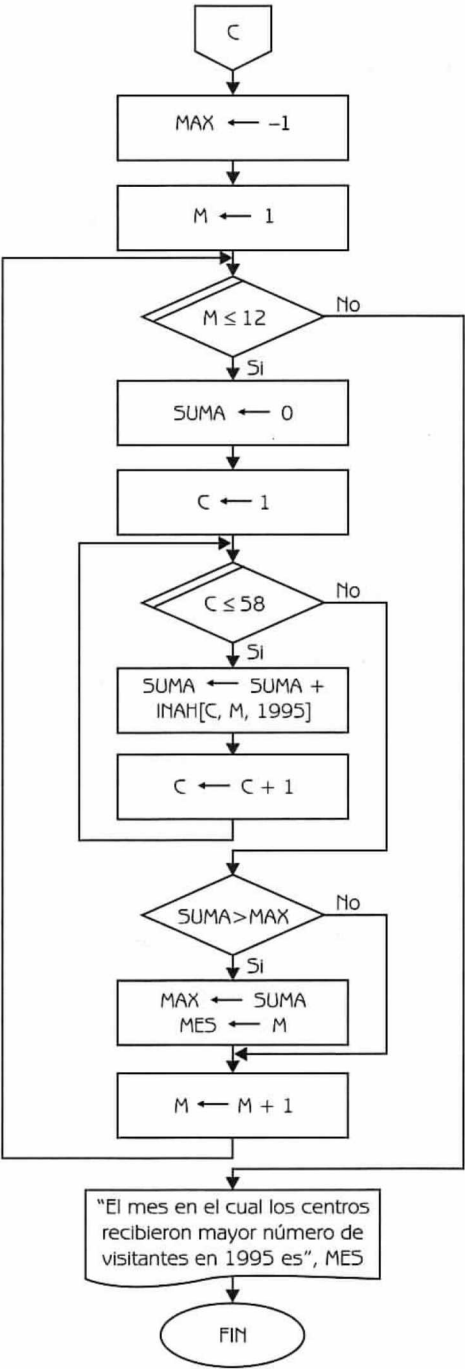 C
MAX ← –1
M ← 1
M ≤ 12
No
Si
SUMA ← 0
C ← 1
C ≤ 58
No
Si
SUMA ← SUMA +
INAH[C, M, 1995]
C ← C + 1
SUMA>MAX
No
Si
MAX ← SUMA
MES ← M
M ← M + 1
“El mes en el cual los centros
recibieron mayor número de
visitantes en 1995 es”, MES
FIN